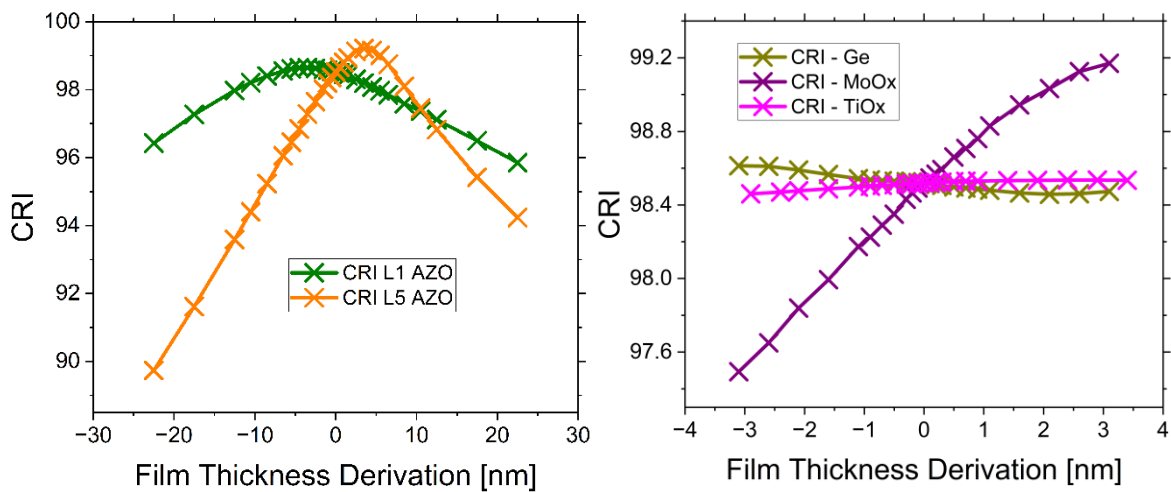 100
98
96
94
92
90
CRI
CRI L1 AZO
CRI L5 AZO
−30 −20 −10 0 10 20 30
Film Thickness Derivation [nm]
99.2
98.8
98.4
98.0
97.6
CRI
CRI - Ge
CRI - MoOx
CRI - TiOx
−4 −3 −2 −1 0 1 2 3 4
Film Thickness Derivation [nm]